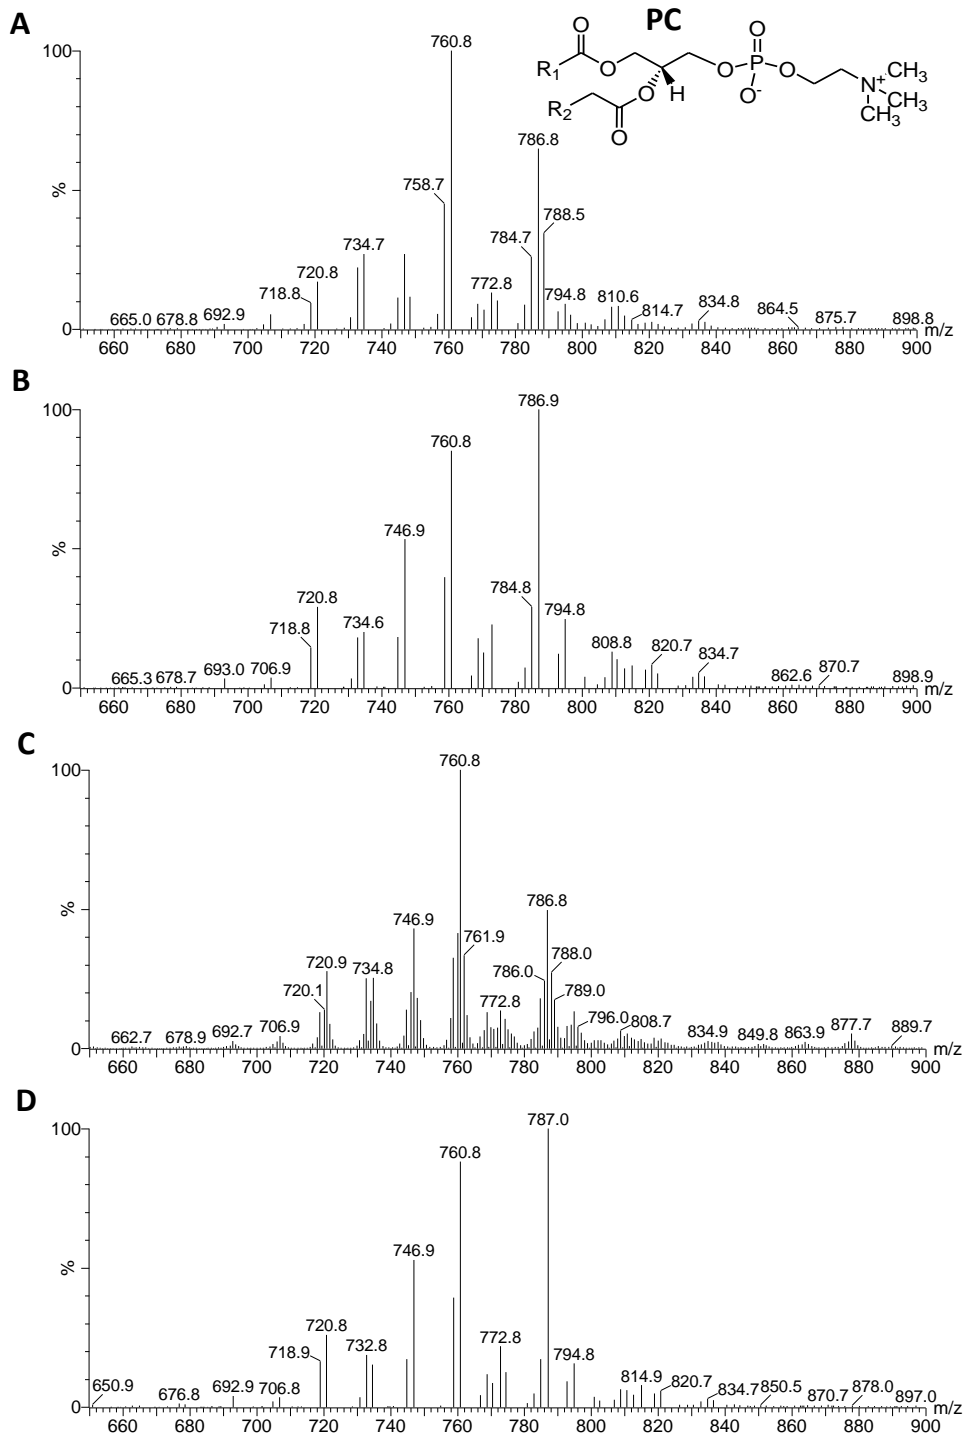 A
PC
O
R1
O
O
P
O
O
O-
N+
CH3
CH3
CH3
R2
O
H
O
100
%
0
760.8
786.8
758.7
788.5
734.7
784.7
720.8
718.8
772.8
794.8
810.6
814.7
834.8
864.5
875.7
898.8
665.0 678.8 692.9
m/z
660 680 700 720 740 760 780 800 820 840 860 880 900
B
100
%
0
786.9
760.8
746.9
784.8
720.8
718.8
734.6
794.8
808.8
820.7
834.7
862.6
870.7
898.9
665.3 678.7 693.0 706.9
m/z
660 680 700 720 740 760 780 800 820 840 860 880 900
C
100
%
0
760.8
786.8
746.9
761.9
720.9 734.8
720.1
786.0
788.0
789.0
772.8
796.0 808.7
834.9 849.8 863.9
877.7
889.7
662.7 678.9 692.7 706.9
m/z
660 680 700 720 740 760 780 800 820 840 860 880 900
D
100
%
0
787.0
760.8
746.9
720.8
718.9
732.8
772.8
794.8
814.9 820.7
834.7 850.5 870.7 878.0 897.0
650.9 676.8 692.9 706.8
m/z
660 680 700 720 740 760 780 800 820 840 860 880 900